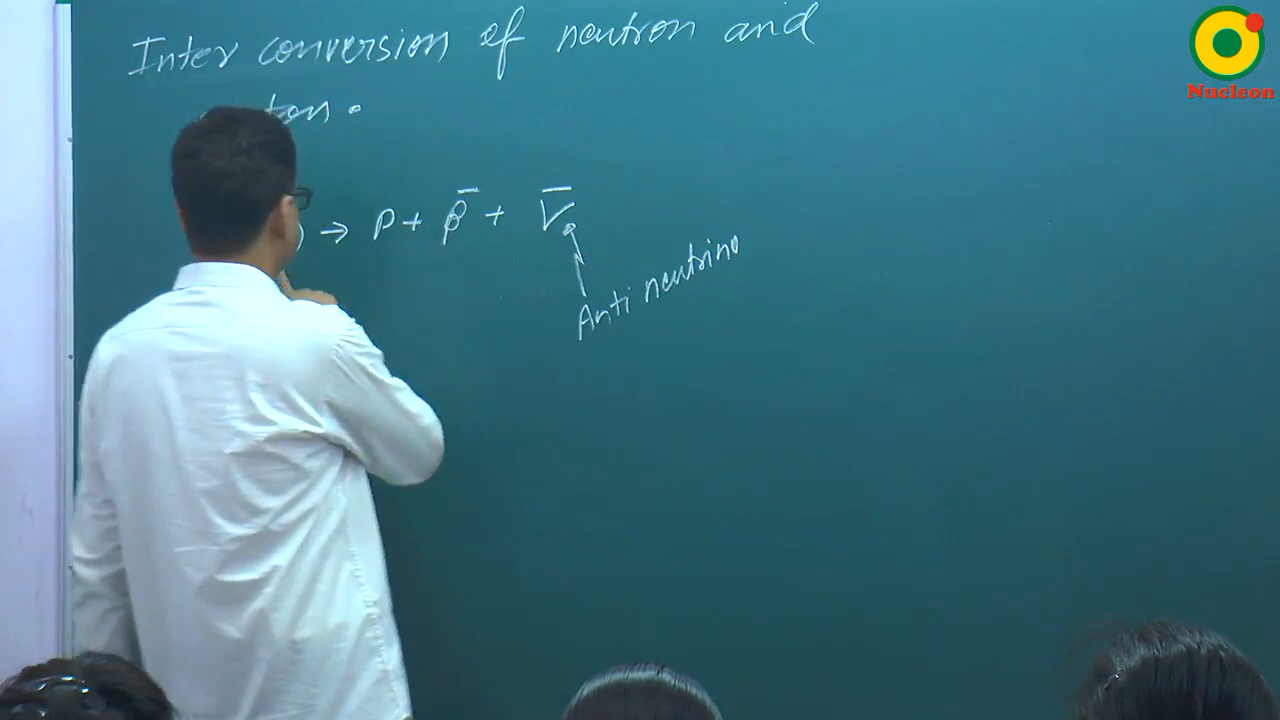 Inter conversion of neutron and
ton.
) → P + β⁻ + ν̅ₑ
Anti neutrino
Nucleon